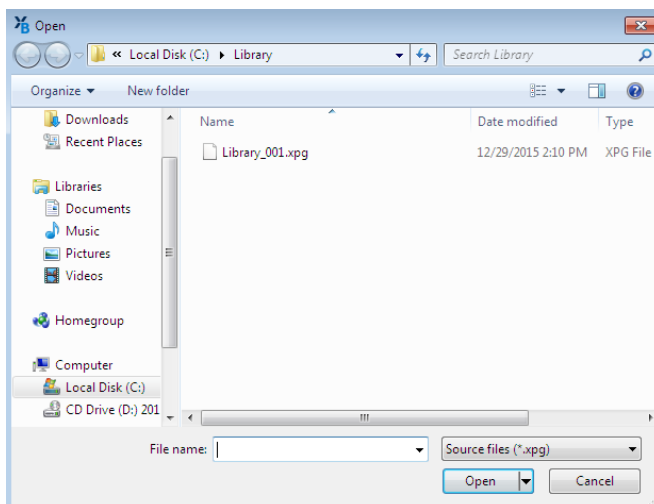 Open
« Local Disk (C:) ▸ Library
Search Library
Organize
New folder
Downloads
Recent Places
Libraries
Documents
Music
Pictures
Videos
Homegroup
Computer
Local Disk (C:)
CD Drive (D:) 201
Name Date modified Type
Library_001.xpg 12/29/2015 2:10 PM XPG File
File name:
Source files (*.xpg)
Open Cancel